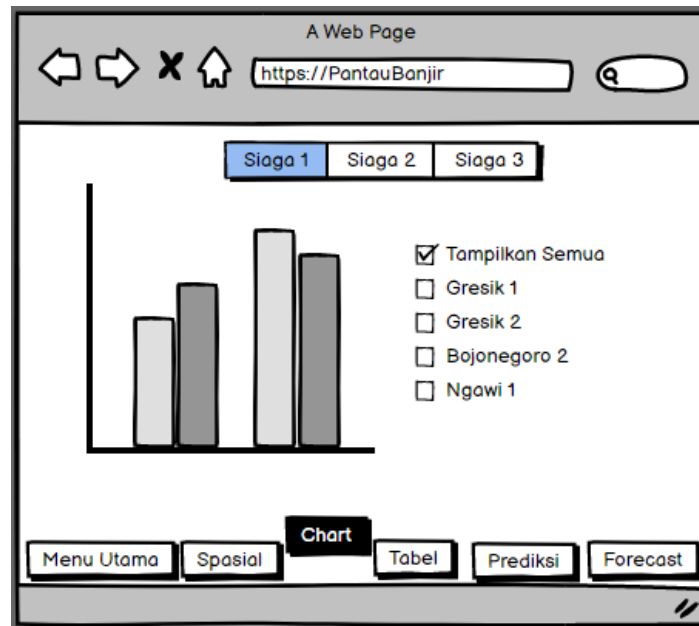 A Web Page
https://PantauBanjir
Siaga 1 Siaga 2 Siaga 3
Tampilkan Semua
Gresik 1
Gresik 2
Bojonegoro 2
Ngawi 1
Chart
Menu Utama Spasial Tabel Prediksi Forecast